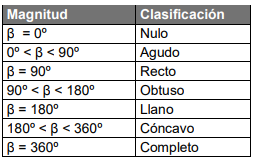 Magnitud Clasificación
β = 0º Nulo
0º < β < 90º Agudo
β = 90º Recto
90º < β < 180º Obtuso
β = 180º Llano
180º < β < 360º Cóncavo
β = 360º Completo